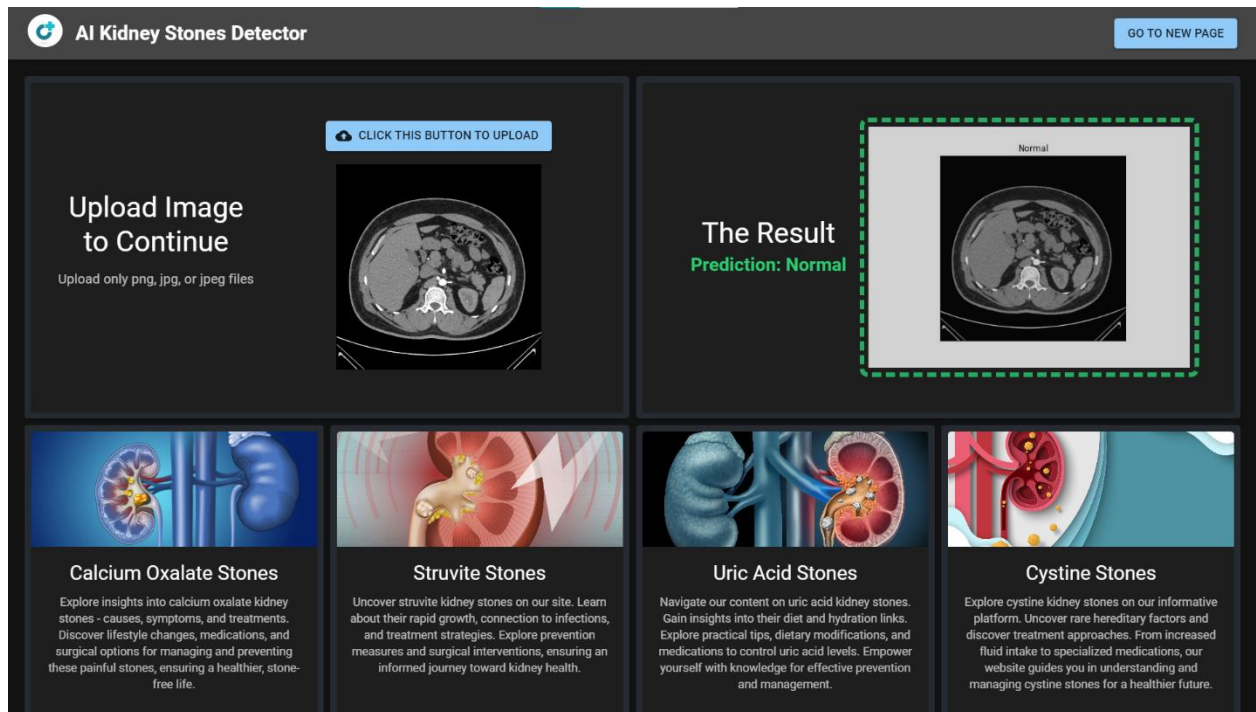 AI Kidney Stones Detector
GO TO NEW PAGE
CLICK THIS BUTTON TO UPLOAD
Upload Image
to Continue
Upload only png, jpg, or jpeg files
The Result
Prediction: Normal
Normal
Calcium Oxalate Stones
Explore insights into calcium oxalate kidney
stones - causes, symptoms, and treatments.
Discover lifestyle changes, medications, and
surgical options for managing and preventing
these painful stones, ensuring a healthier, stone-
free life.
Struvite Stones
Uncover struvite kidney stones on our site. Learn
about their rapid growth, connection to infections,
and treatment strategies. Explore prevention
measures and surgical interventions, ensuring an
informed journey toward kidney health.
Uric Acid Stones
Navigate our content on uric acid kidney stones.
Gain insights into their diet and hydration links.
Explore practical tips, dietary modifications, and
medications to control uric acid levels. Empower
yourself with knowledge for effective prevention
and management.
Cystine Stones
Explore cystine kidney stones on our informative
platform. Uncover rare hereditary factors and
discover treatment approaches. From increased
fluid intake to specialized medications, our
website guides you in understanding and
managing cystine stones for a healthier future.